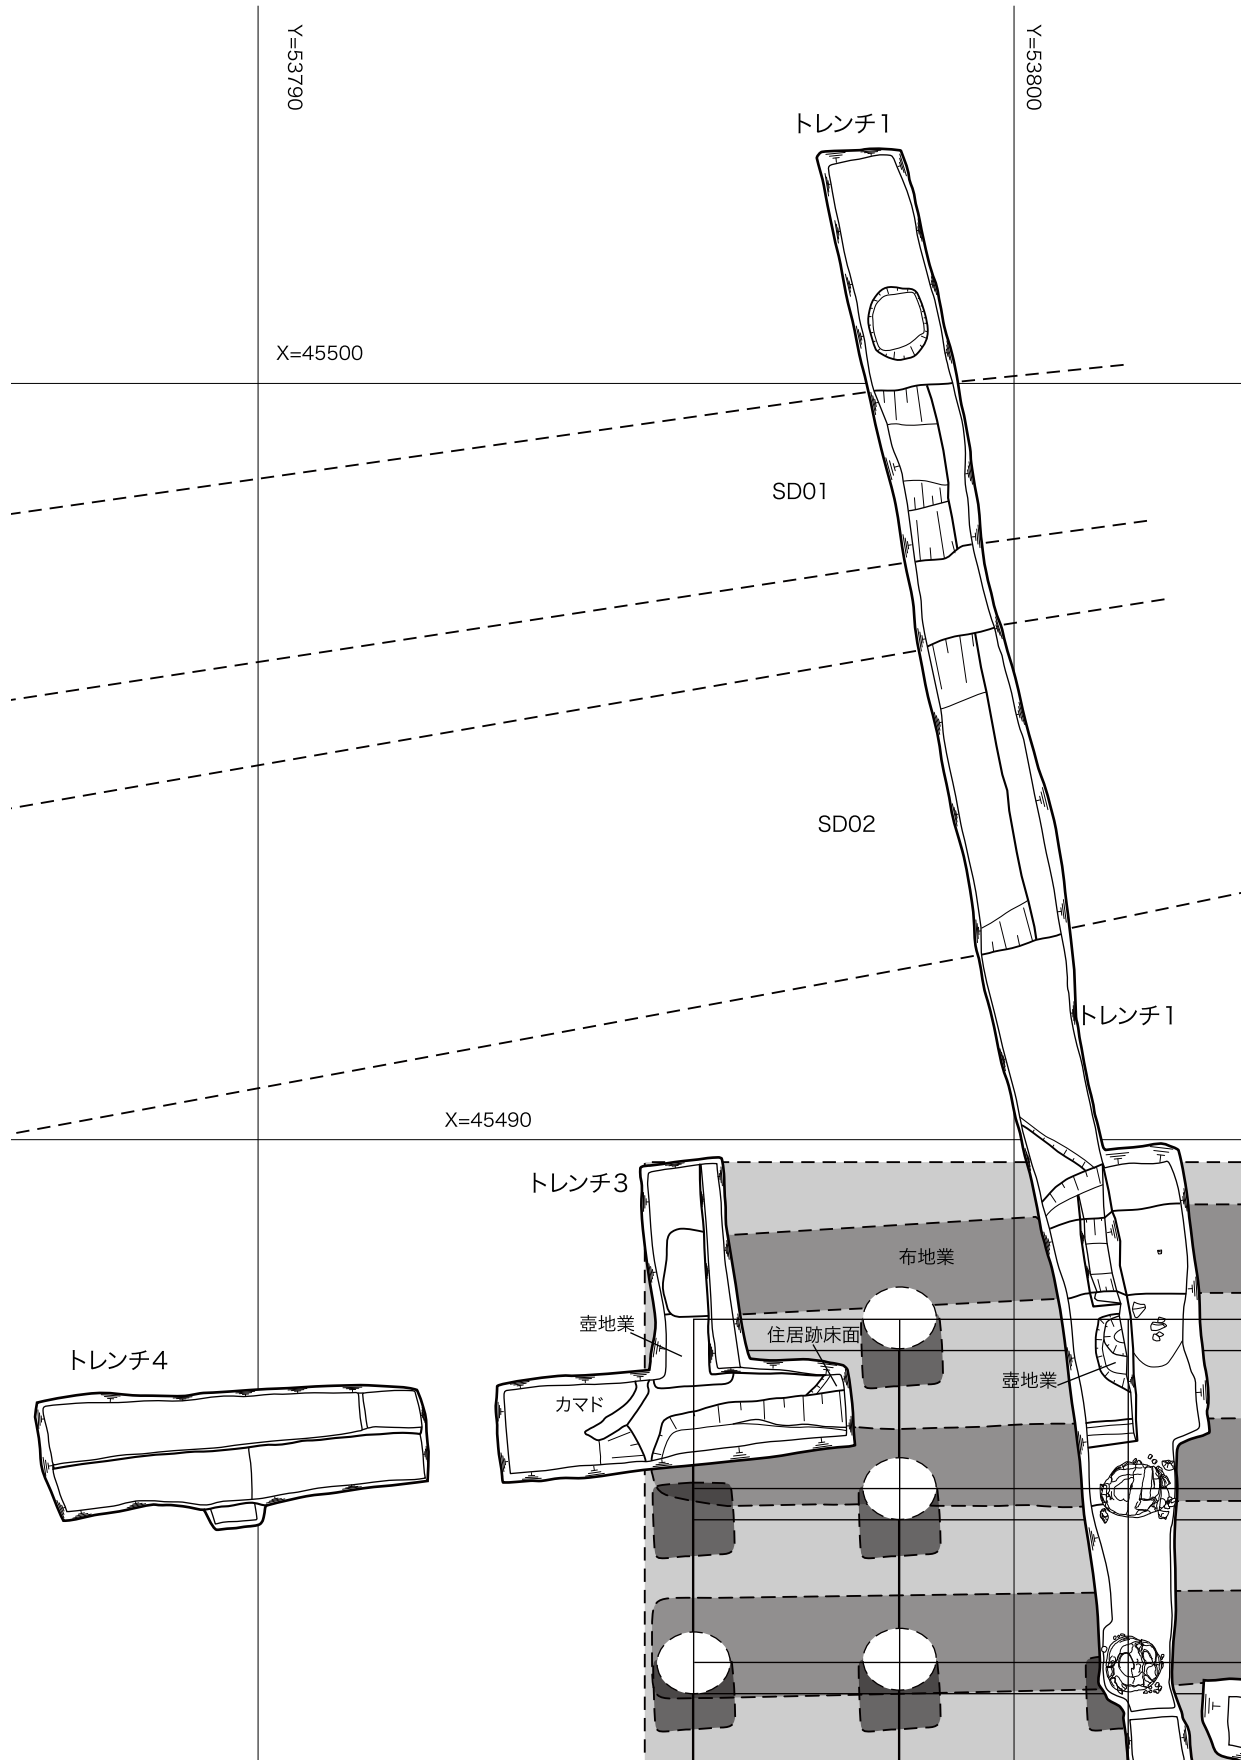 Y=53790
Y=53800
トレンチ1
X=45500
SD01
SD02
トレンチ1
X=45490
トレンチ3
布地業
壺地業
住居跡床面
トレンチ4
壺地業
カマド